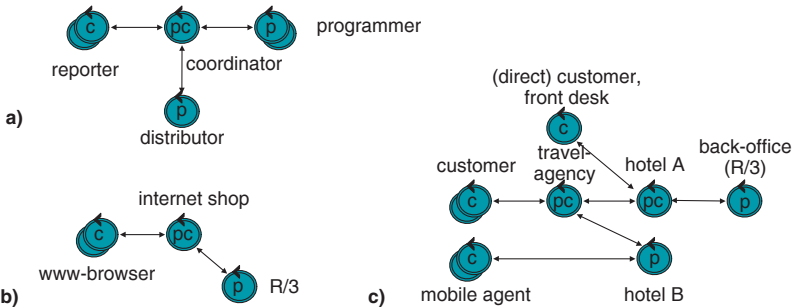 c
pc
p
programmer
reporter
coordinator
p
a)
distributor
internet shop
c
pc
www-browser
p
R/3
b)
(direct) customer,
front desk
c
customer
travel-
agency
hotel A
back-office
(R/3)
c
pc
pc
p
c
p
mobile agent
hotel B
c)